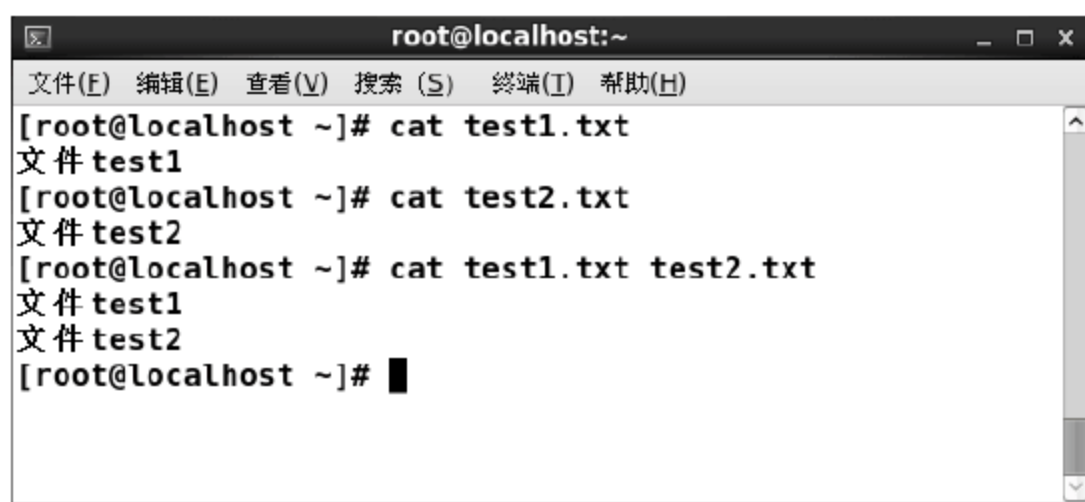 root@localhost:~
文件(F) 编辑(E) 查看(V) 搜索 (S) 终端(T) 帮助(H)
[root@localhost ~]# cat test1.txt
文件test1
[root@localhost ~]# cat test2.txt
文件test2
[root@localhost ~]# cat test1.txt test2.txt
文件test1
文件test2
[root@localhost ~]#